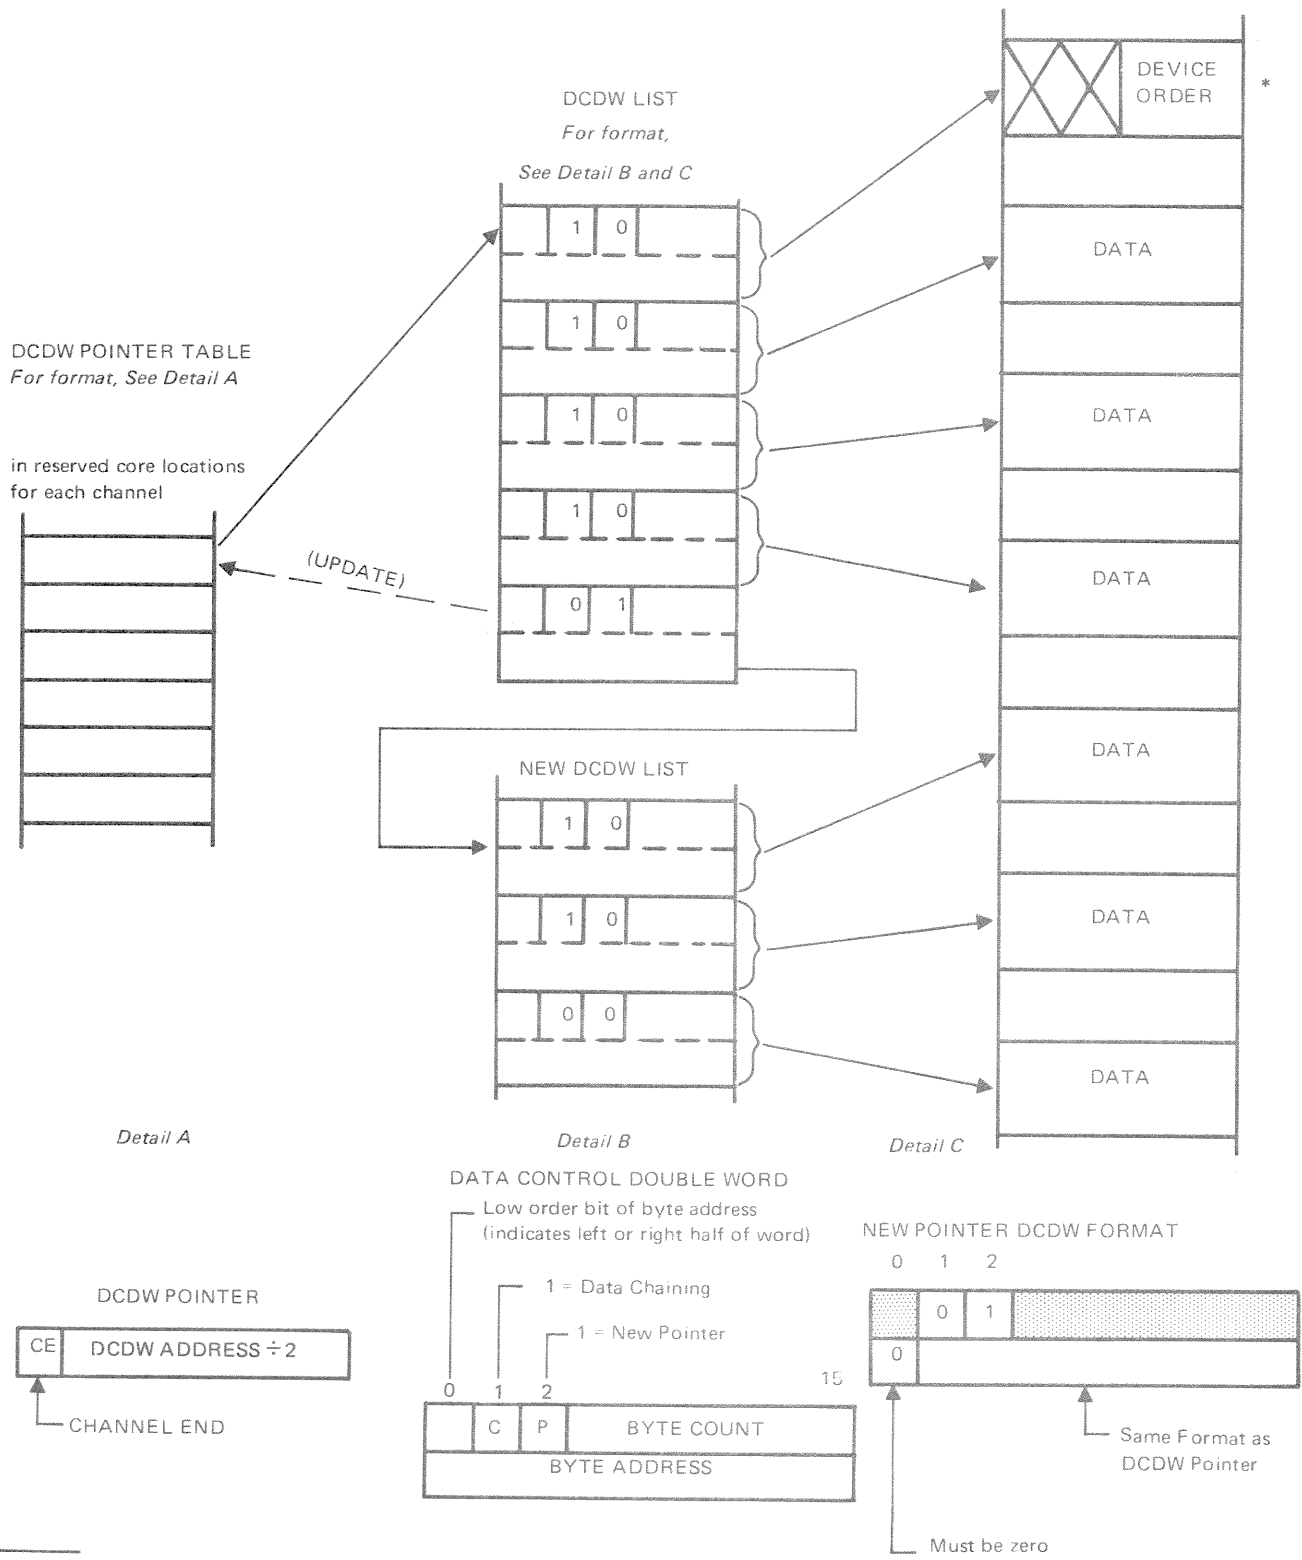 DCDW LIST
For format,
See Detail B and C
DEVICE
ORDER
*
1 0
1 0
1 0
1 0
0 1
DCDW POINTER TABLE
For format, See Detail A
in reserved core locations
for each channel
(UPDATE)
DATA
DATA
DATA
DATA
DATA
DATA
NEW DCDW LIST
1 0
1 0
0 0
Detail A
DCDW POINTER
CE DCDW ADDRESS ÷ 2
CHANNEL END
Detail B
DATA CONTROL DOUBLE WORD
Low order bit of byte address
(indicates left or right half of word)
1 = Data Chaining
1 = New Pointer
0 1 2 15
C P BYTE COUNT
BYTE ADDRESS
Detail C
NEW POINTER DCDW FORMAT
0 1 2
0 1
0
Same Format as
DCDW Pointer
Must be zero